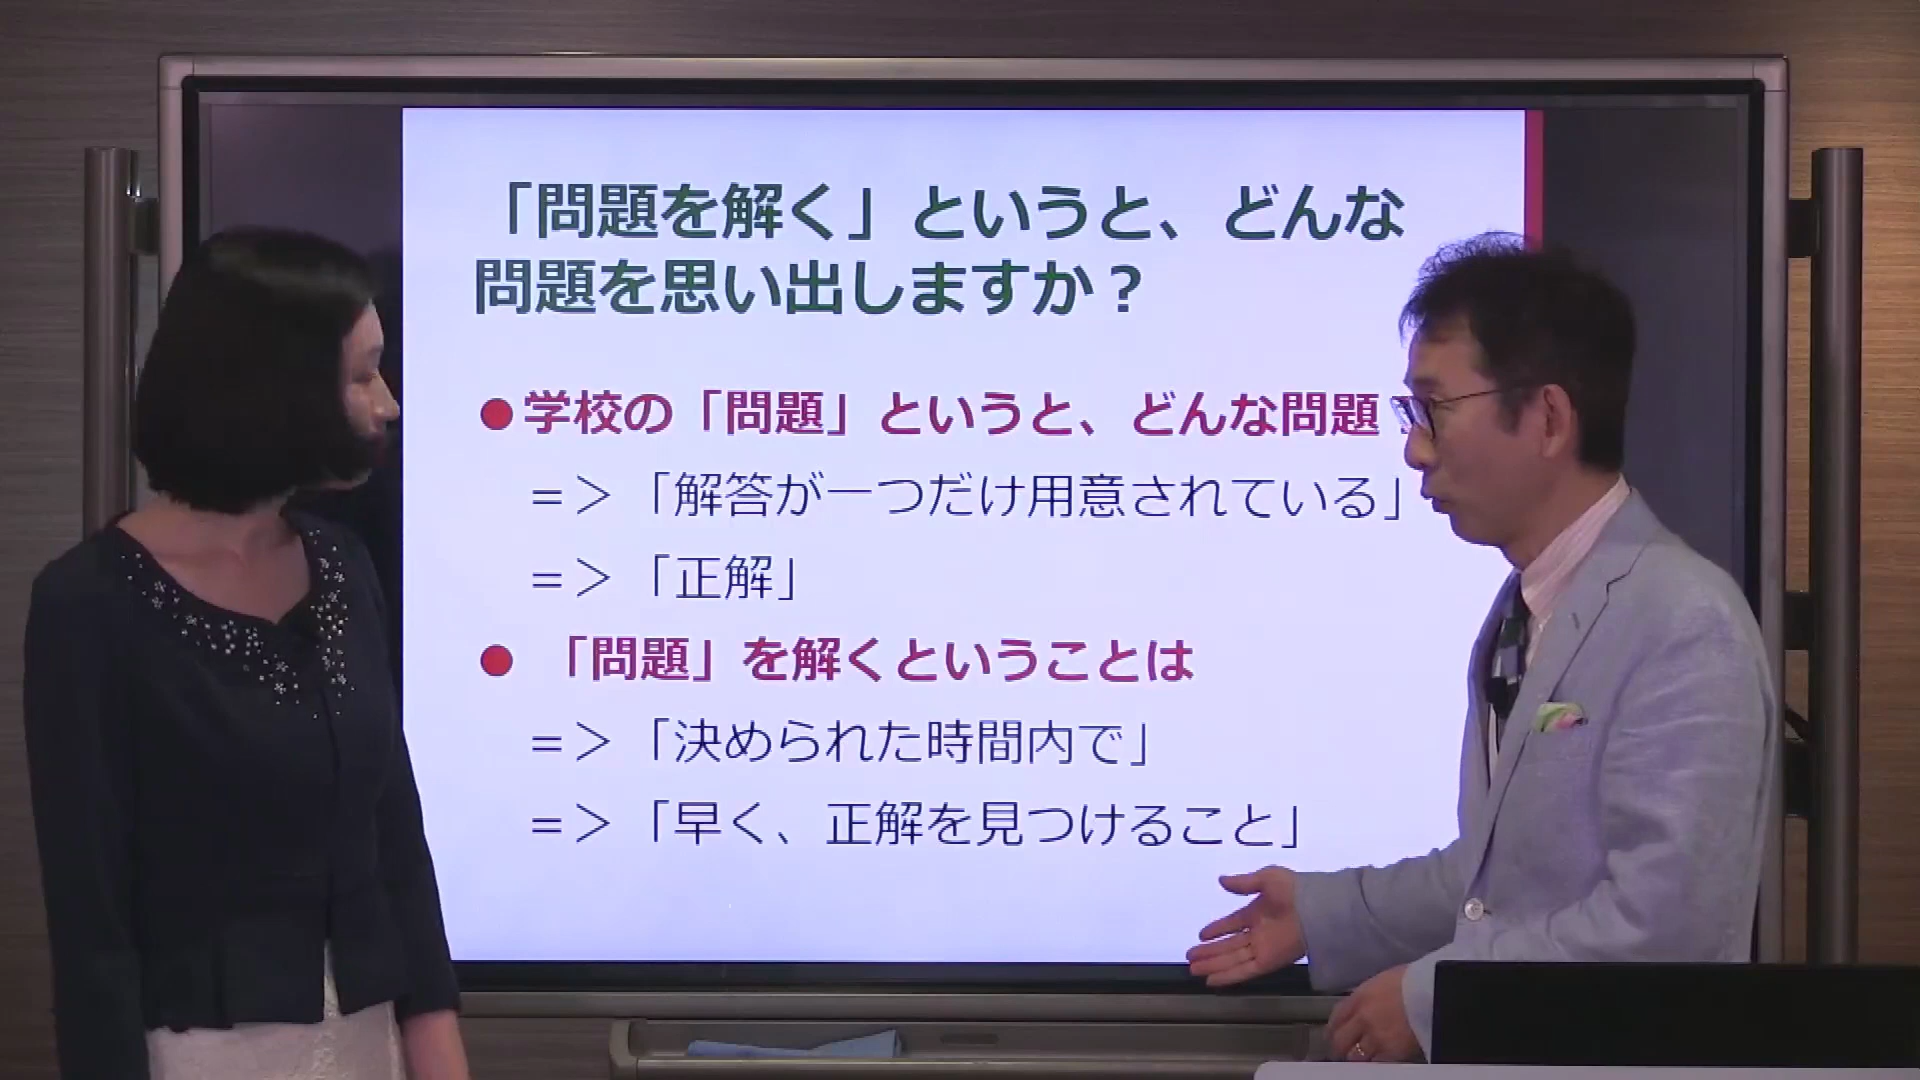 「問題を解く」というと、どんな
問題を思い出しますか？
●学校の「問題」というと、どんな問題
＝＞「解答が一つだけ用意されている」
＝＞「正解」
●「問題」を解くということは
＝＞「決められた時間内で」
＝＞「早く、正解を見つけること」